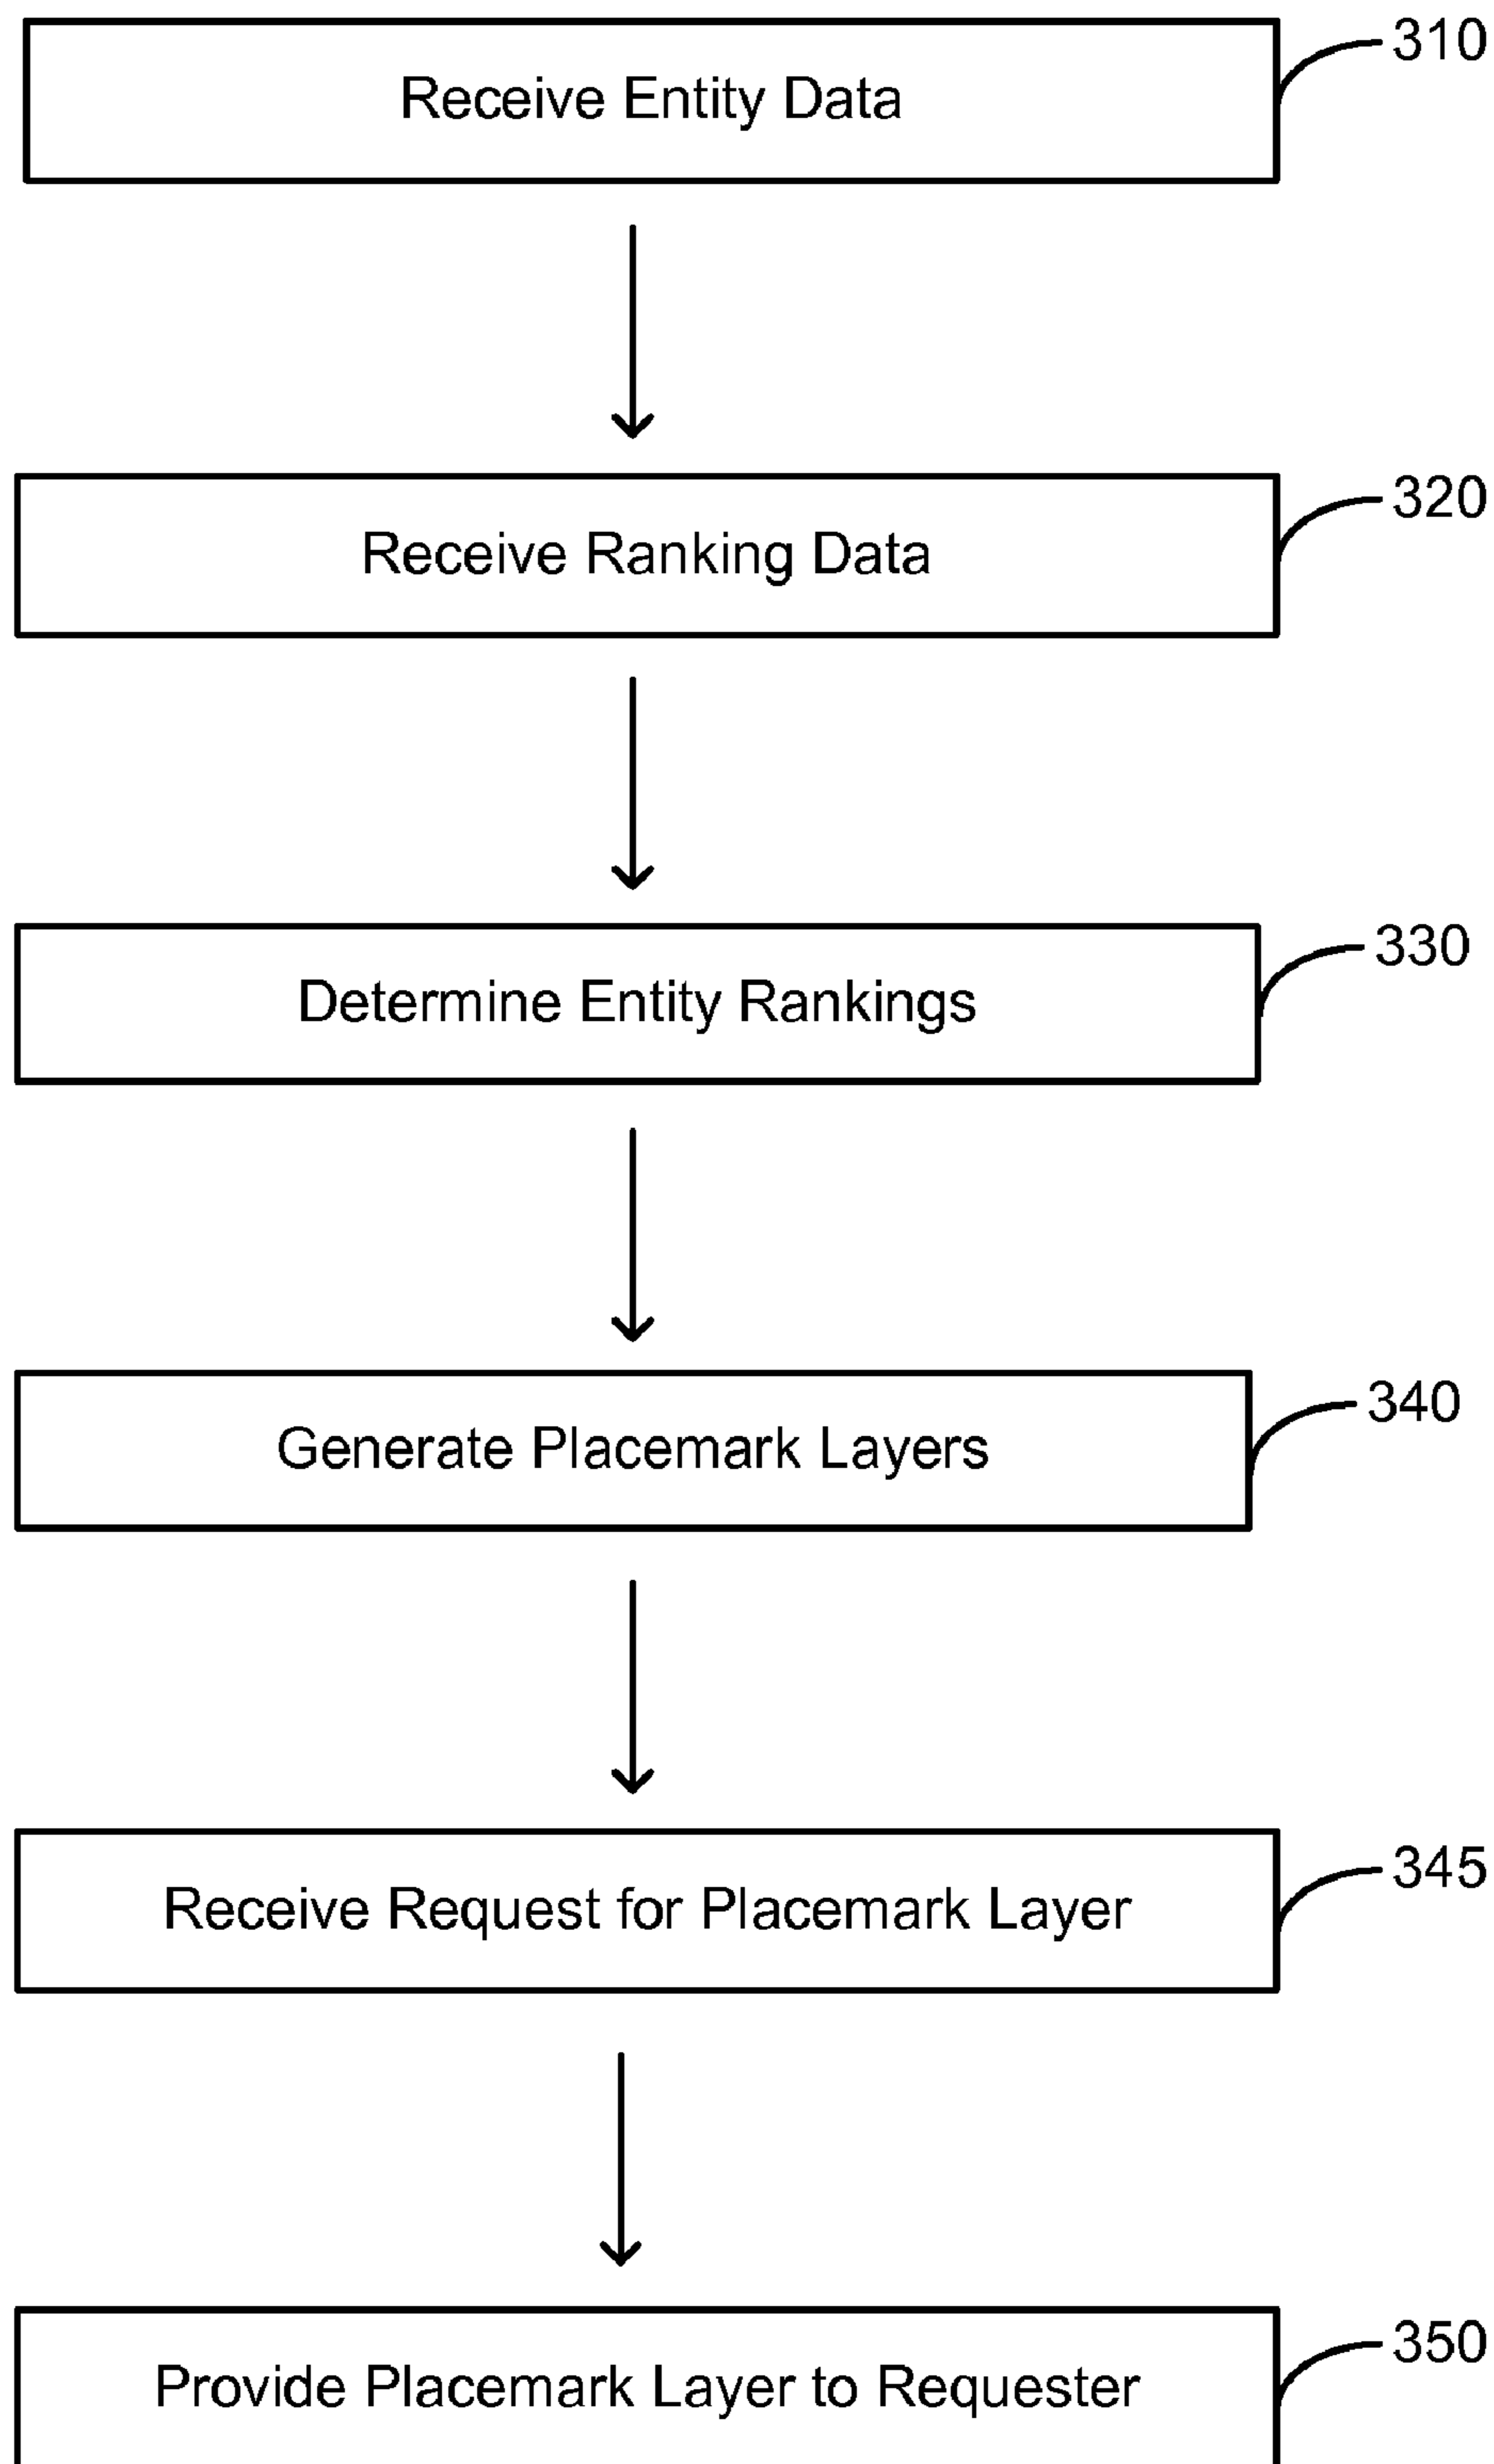 Receive Entity Data
310
Receive Ranking Data
320
Determine Entity Rankings
330
Generate Placemark Layers
340
Receive Request for Placemark Layer
345
Provide Placemark Layer to Requester
350